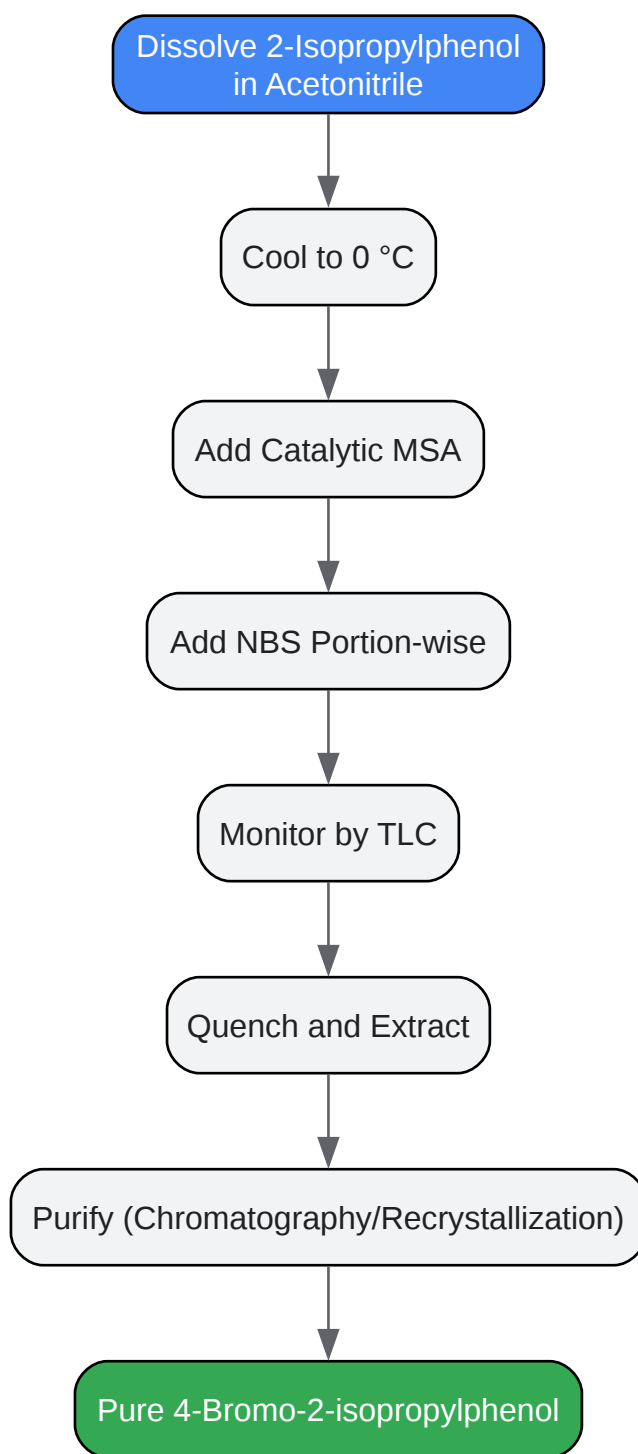 Dissolve 2-Isopropylphenol
in Acetonitrile
Cool to 0 °C
Add Catalytic MSA
Add NBS Portion-wise
Monitor by TLC
Quench and Extract
Purify (Chromatography/Recrystallization)
Pure 4-Bromo-2-isopropylphenol